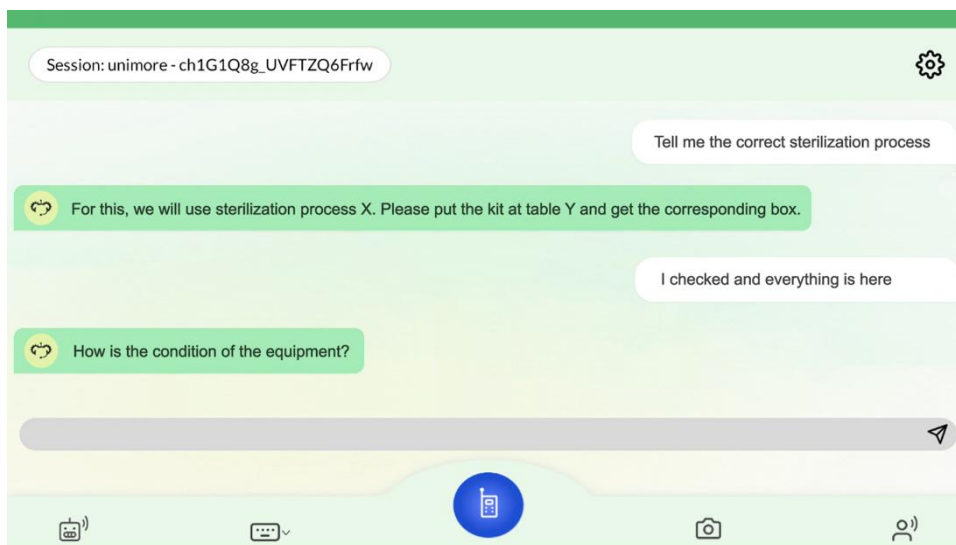 Session: unimore - ch1G1Q8g_UVFTZQ6Frfw
Tell me the correct sterilization process
For this, we will use sterilization process X. Please put the kit at table Y and get the corresponding box.
I checked and everything is here
How is the condition of the equipment?